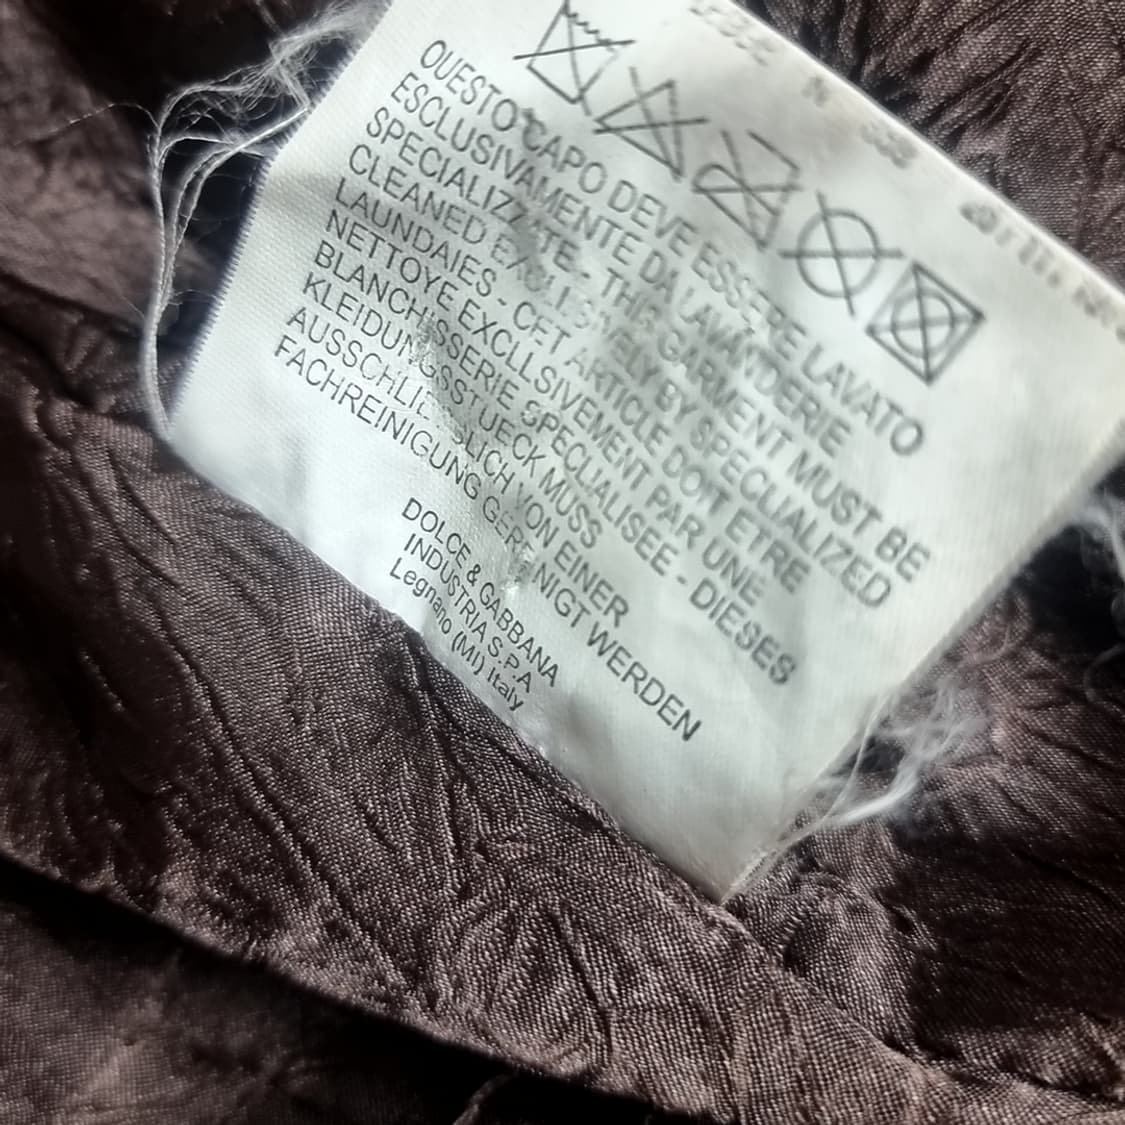 QUESTO CAPO DEVE ESSERE LAVATO
ESCLUSIVAMENTE DA LAVANDERIE
SPECIALIZZATE - THIS GARMENT MUST BE
CLEANED EXCLUSIVELY BY SPECLIALIZED
LAUNDAIES - CET ARTICLE DOIT ETRE
NETTOYE EXCLLSIVEMENT PAR UNE
BLANCHISSERIE SPECLIALISEE - DIESES
KLEIDUNGSSTUECK MUSS
AUSSCHLIESSLICH VON EINER
FACHREINIGUNG GEREINIGT WERDEN
DOLCE & GABBANA
INDUSTRIA S.P.A
Legnano (MI) Italy